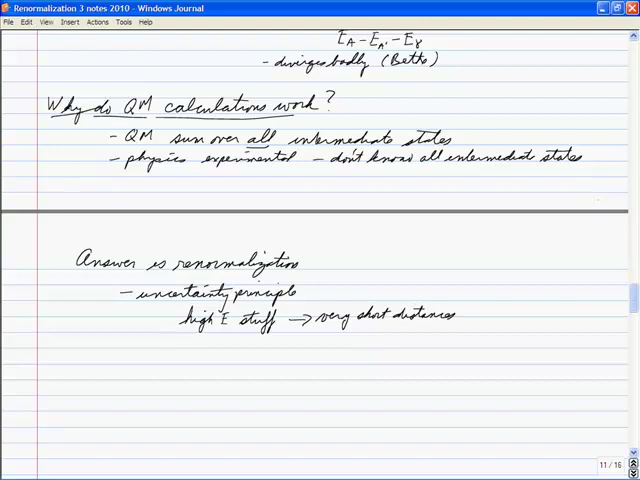 Renormalization 3 notes 2010 - Windows Journal
File Edit View Insert Actions Tools Help
E_A - E_A' - E_γ
- diverges badly (Bethe)
Why do QM calculations work?
- QM sum over all intermediate states
- physics experimental - don't know all intermediate states
Answer is renormalization
- uncertainty principle
high E stuff → very short distances
11 / 16